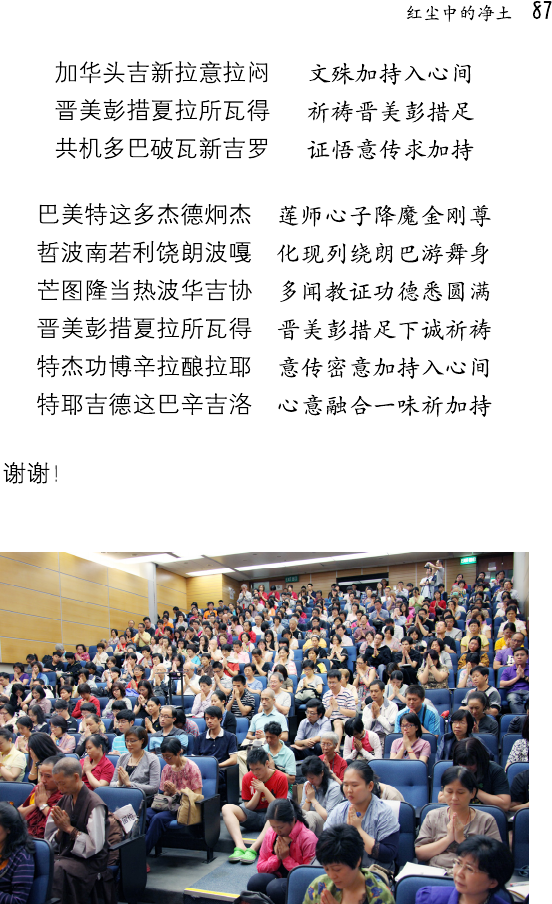 红尘中的净土 87
加华头吉新拉意拉闷 文殊加持入心间
晋美彭措夏拉所瓦得 祈祷晋美彭措足
共机多巴破瓦新吉罗 证悟意传求加持
巴美特这多杰德炯杰 莲师心子降魔金刚尊
哲波南若利饶朗波嘎 化现列绕朗巴游舞身
芒图隆当热波华吉协 多闻教证功德悉圆满
晋美彭措夏拉所瓦得 晋美彭措足下诚祈祷
特杰功博辛拉酿拉耶 意传密意加持入心间
特耶吉德这巴辛吉洛 心意融合一味祈加持
谢谢！